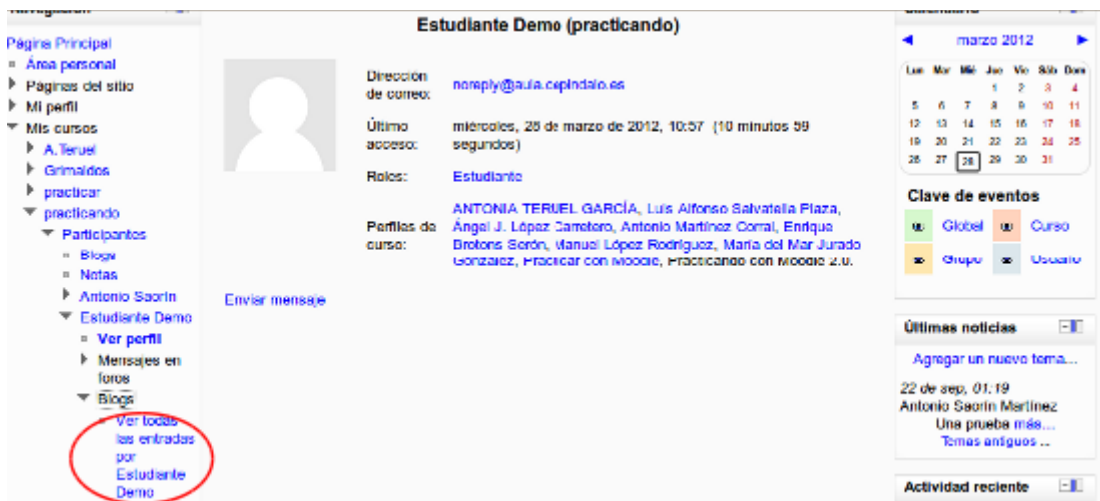 Navegación
Página Principal
Área personal
Páginas del sitio
Mi perfil
Mis cursos
A.Teruel
Grimaldos
practicar
practicando
Participantes
Blogs
Notas
Antonio Saorín
Estudiante Demo
Ver perfil
Mensajes en
foros
Blogs
Ver todas
las entradas
por
Estudiante
Demo
Estudiante Demo (practicando)
Dirección
de correo:
noreply@aula.cepindalo.es
Último
acceso:
miércoles, 28 de marzo de 2012, 10:57 (10 minutos 59
segundos)
Roles:
Estudiante
Perfiles de
curso:
ANTONIA TERUEL GARCÍA, Luis Alfonso Salvatella Plaza,
Ángel J. López Carretero, Antonio Martínez Corral, Enrique
Brotons Serón, Manuel López Rodríguez, María del Mar Jurado
González, Practicar con Moodle, Practicando con Moodle 2.0.
Enviar mensaje
Calendario
marzo 2012
Lun Mar Mié Jue Vie Sáb Dom
1 2 3 4
5 6 7 8 9 10 11
12 13 14 15 16 17 18
19 20 21 22 23 24 25
26 27 28 29 30 31
Clave de eventos
Global Curso
Grupo Usuario
Últimas noticias
Agregar un nuevo tema...
22 de sep, 01:19
Antonio Saorín Martínez
Una prueba más...
Temas antiguos ...
Actividad reciente